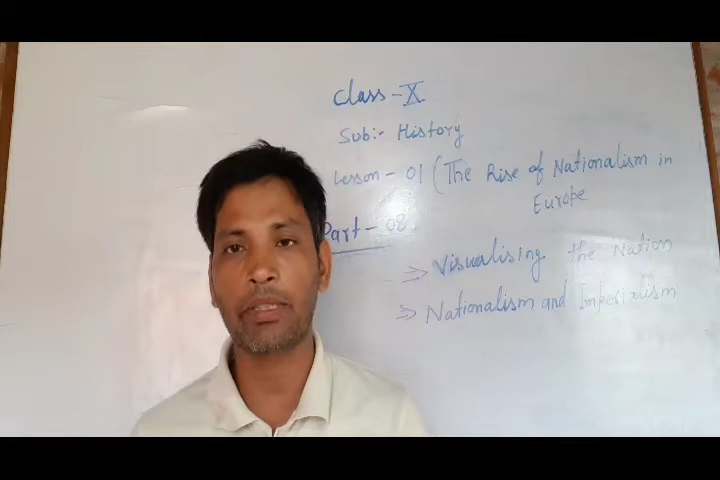 Class - X
Sub:- History
Lesson - 01 (The Rise of Nationalism in
Europe
Part - 08
⇒ Visualising the Nation
⇒ Nationalism and Imperialism